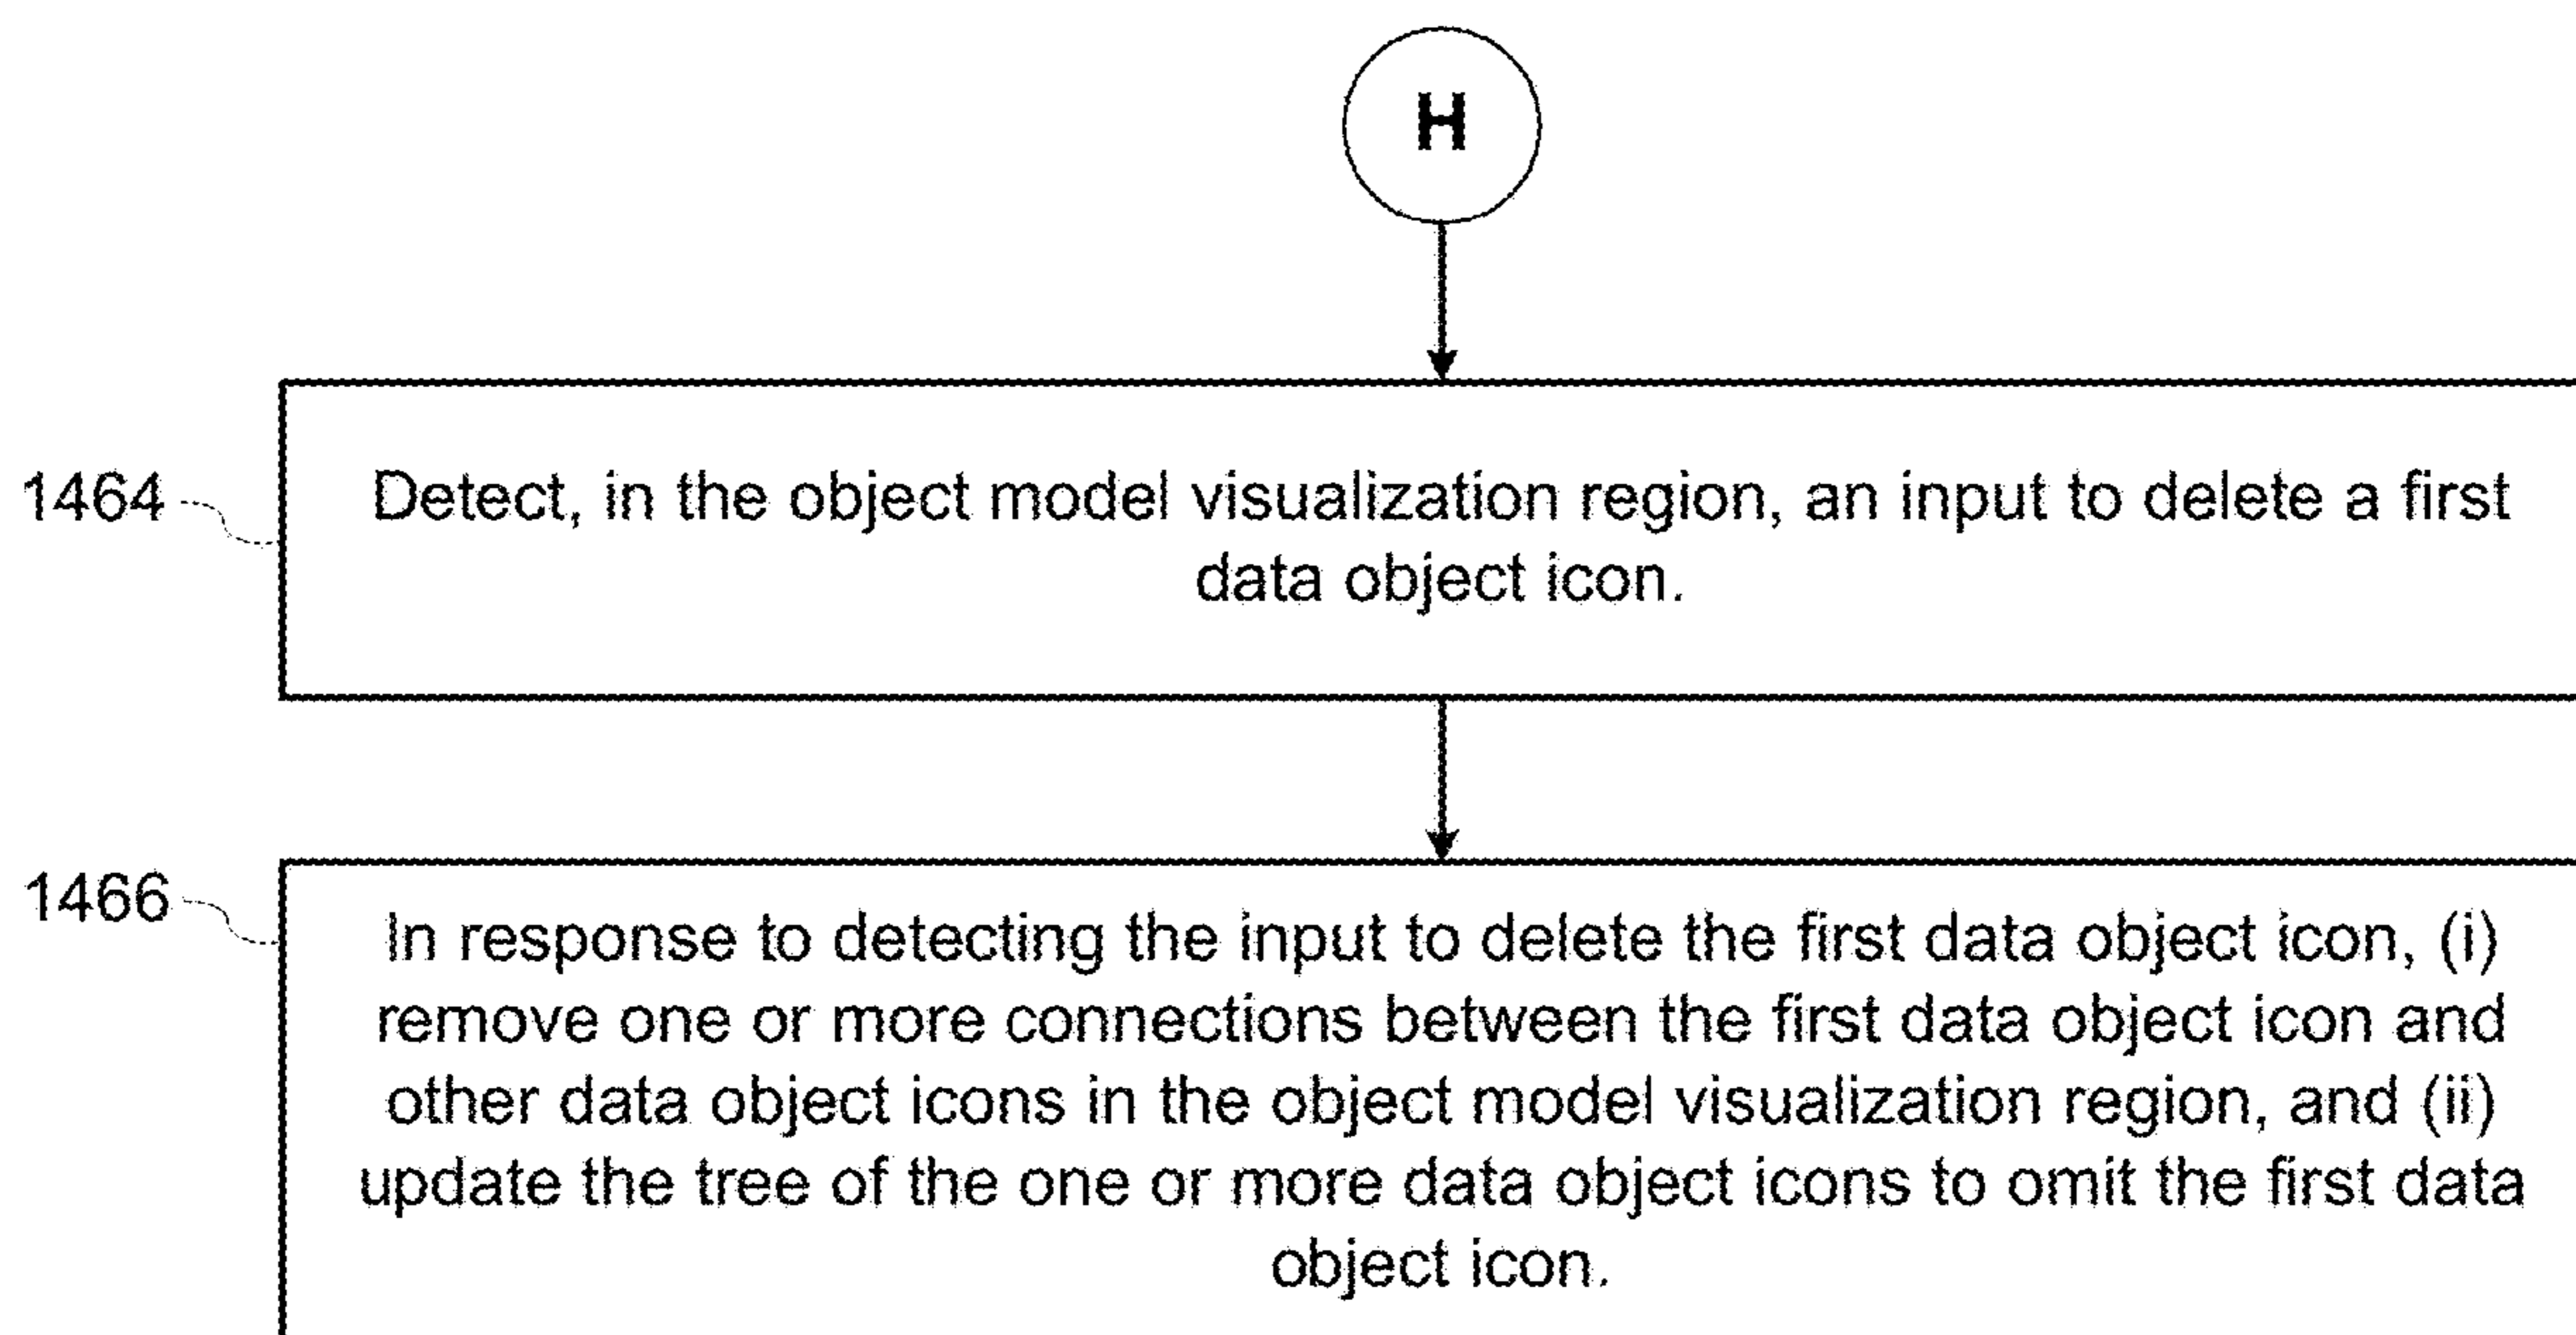 H
1464
Detect, in the object model visualization region, an input to delete a first
data object icon.
1466
In response to detecting the input to delete the first data object icon, (i)
remove one or more connections between the first data object icon and
other data object icons in the object model visualization region, and (ii)
update the tree of the one or more data object icons to omit the first data
object icon.